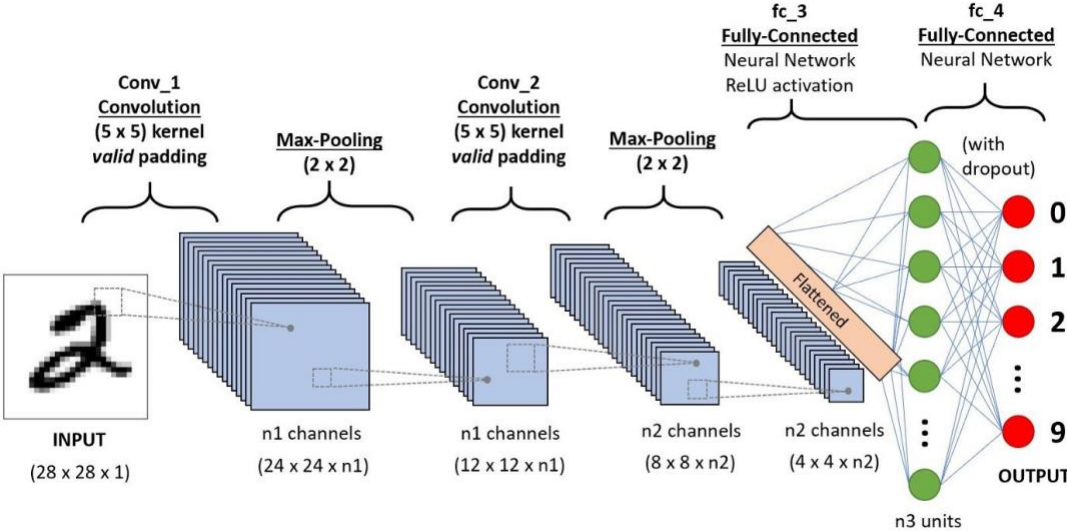 Conv_1
Convolution
(5 x 5) kernel
valid padding
Max-Pooling
(2 x 2)
Conv_2
Convolution
(5 x 5) kernel
valid padding
Max-Pooling
(2 x 2)
fc_3
Fully-Connected
Neural Network
ReLU activation
fc_4
Fully-Connected
Neural Network
(with
dropout)
Flattened
0
1
2
9
OUTPUT
INPUT
(28 x 28 x 1)
n1 channels
(24 x 24 x n1)
n1 channels
(12 x 12 x n1)
n2 channels
(8 x 8 x n2)
n2 channels
(4 x 4 x n2)
n3 units
2